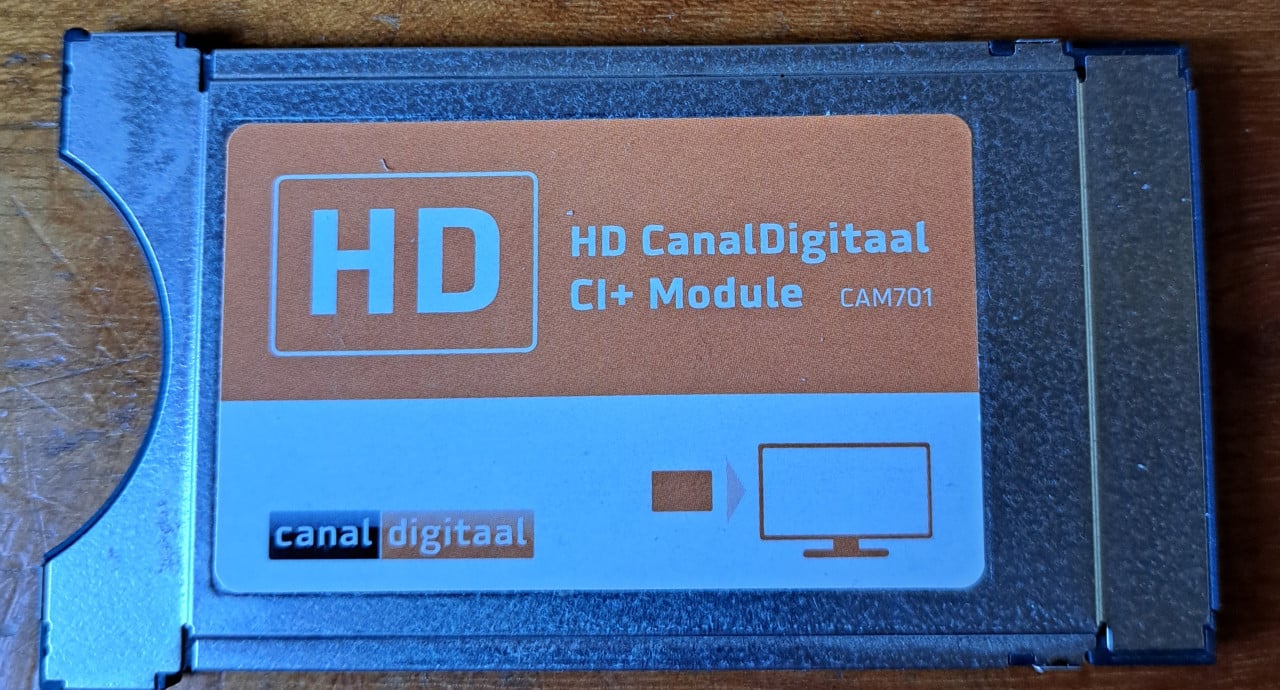 HD
HD CanalDigitaal
CI+ Module CAM701
canal digitaal